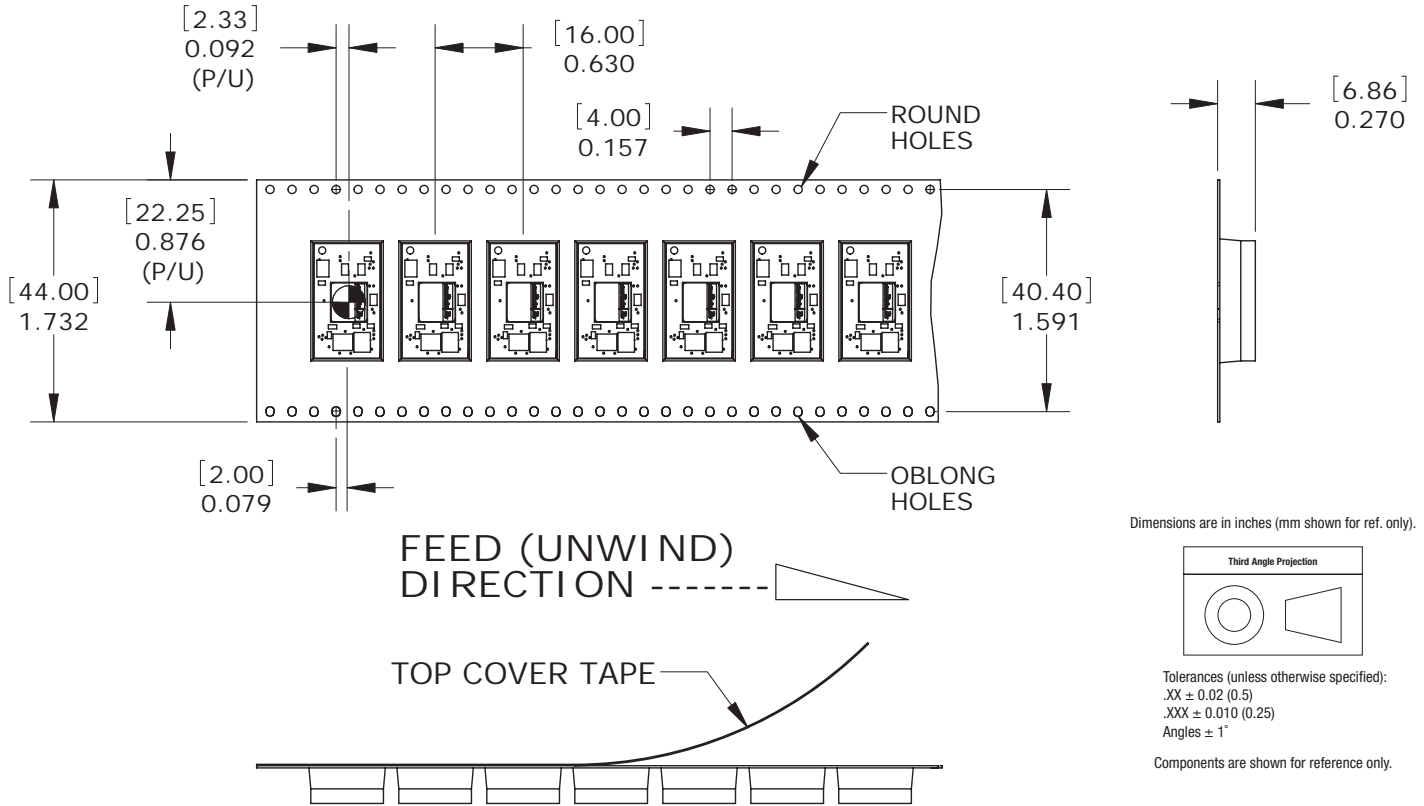 [2.33]
0.092
(P/U)
[16.00]
0.630
[4.00]
0.157
ROUND
HOLES
[6.86]
0.270
[22.25]
0.876
(P/U)
[44.00]
1.732
[40.40]
1.591
[2.00]
0.079
OBLONG
HOLES
FEED (UNWIND)
DIRECTION
TOP COVER TAPE
Dimensions are in inches (mm shown for ref. only).
Third Angle Projection
Tolerances (unless otherwise specified):
.XX ± 0.02 (0.5)
.XXX ± 0.010 (0.25)
Angles ± 1˚
Components are shown for reference only.